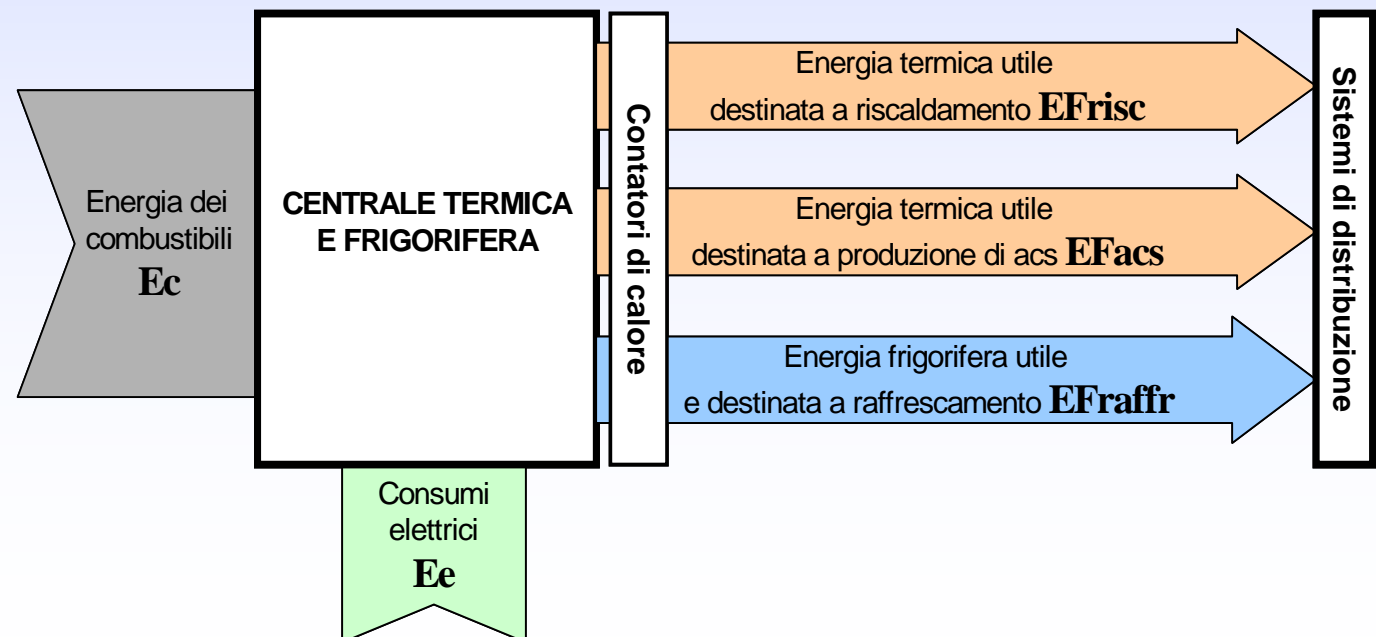 Energia dei
combustibili
Ec
CENTRALE TERMICA
E FRIGORIFERA
Consumi
elettrici
Ee
Contatori di calore
Energia termica utile
destinata a riscaldamento EFrisc
Energia termica utile
destinata a produzione di acs EFacs
Energia frigorifera utile
e destinata a raffrescamento EFraffr
Sistemi di distribuzione